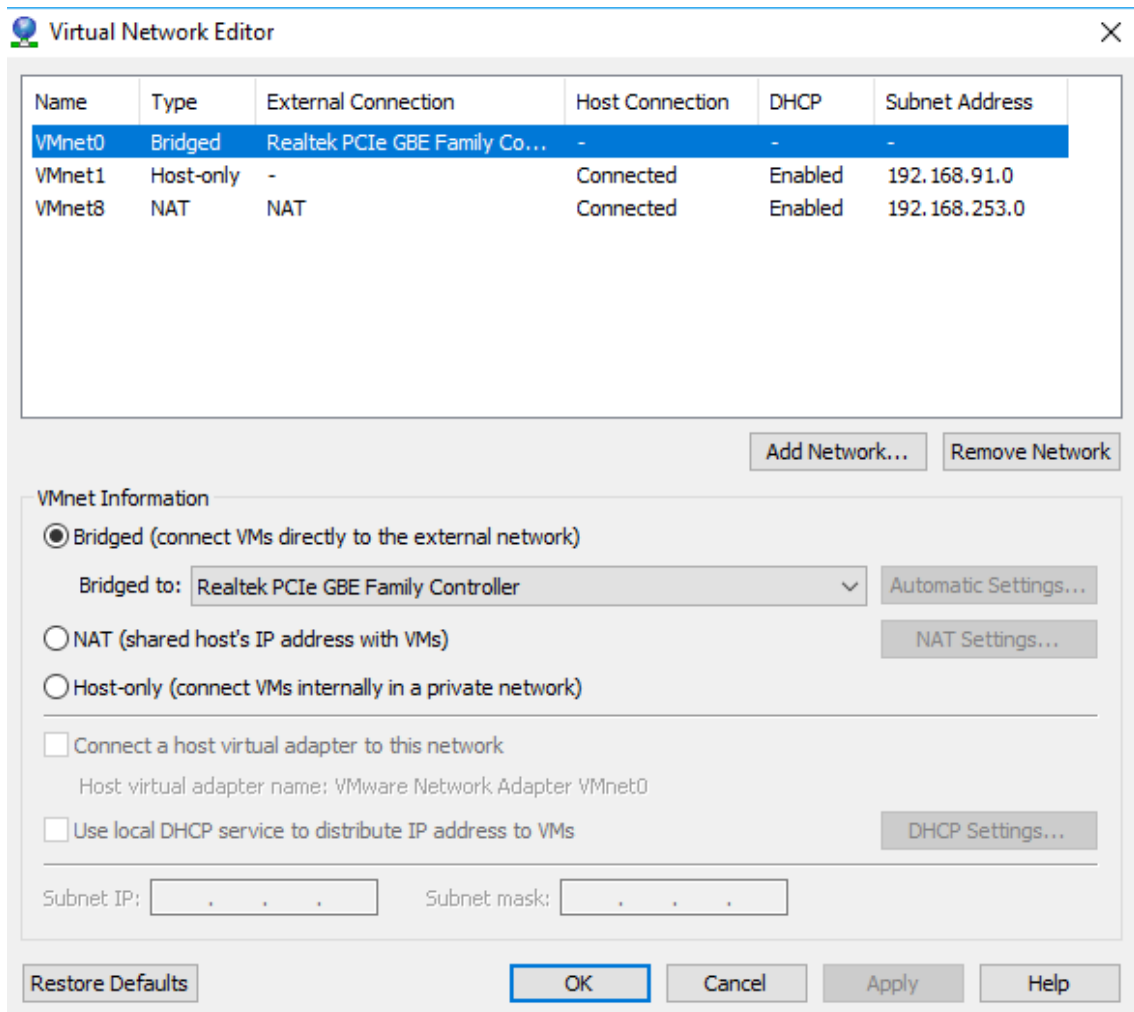 Virtual Network Editor
Name Type External Connection Host Connection DHCP Subnet Address
VMnet0 Bridged Realtek PCIe GBE Family Co... - - -
VMnet1 Host-only - Connected Enabled 192.168.91.0
VMnet8 NAT NAT Connected Enabled 192.168.253.0
Add Network... Remove Network
VMnet Information
Bridged (connect VMs directly to the external network)
Bridged to: Realtek PCIe GBE Family Controller Automatic Settings...
NAT (shared host's IP address with VMs) NAT Settings...
Host-only (connect VMs internally in a private network)
Connect a host virtual adapter to this network
Host virtual adapter name: VMware Network Adapter VMnet0
Use local DHCP service to distribute IP address to VMs DHCP Settings...
Subnet IP: . . . Subnet mask: . . .
Restore Defaults OK Cancel Apply Help